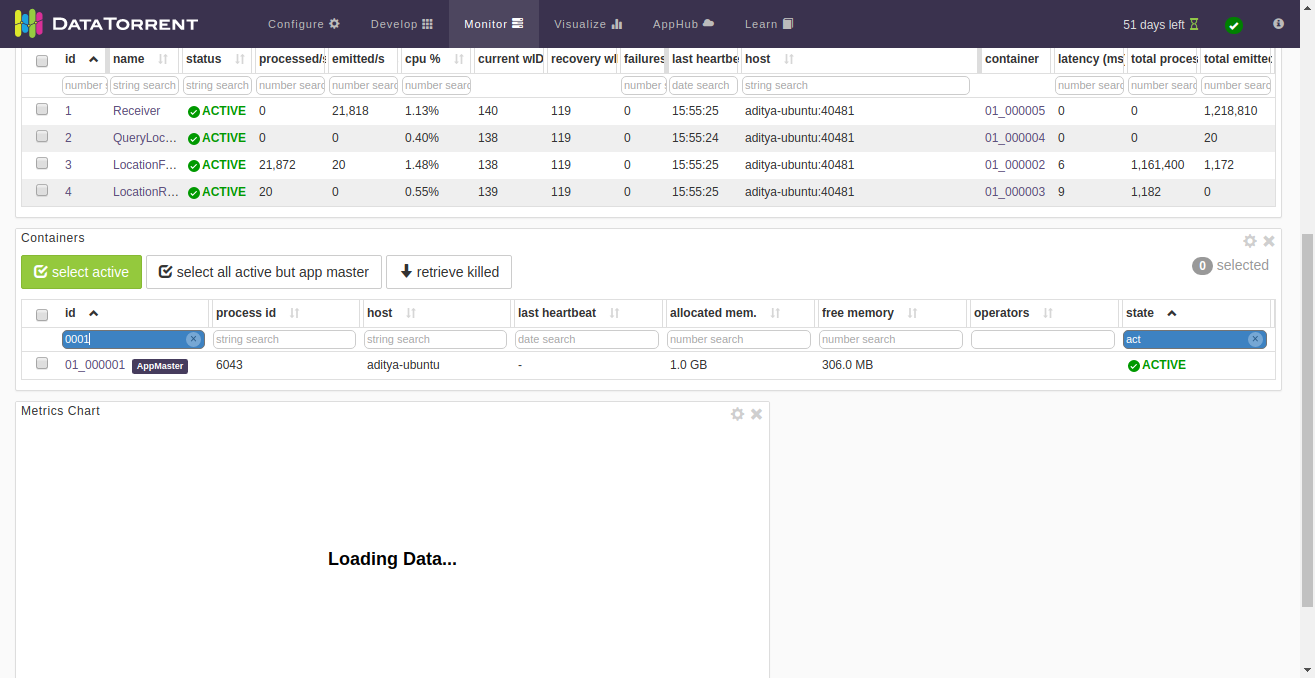 DATATORRENT Configure Develop Monitor Visualize AppHub Learn 51 days left
id name status processed/s emitted/s cpu % current wID recovery wI failures last heartbe host container latency (ms total proces total emitte
number s string search string search number searc number searc number searc number s date search string search number searc number searc number searc
1 Receiver ACTIVE 0 21,818 1.13% 140 119 0 15:55:25 aditya-ubuntu:40481 01_000005 0 0 1,218,810
2 QueryLoc... ACTIVE 0 0 0.40% 138 119 0 15:55:24 aditya-ubuntu:40481 01_000004 0 0 20
3 LocationF... ACTIVE 21,872 20 1.48% 138 119 0 15:55:25 aditya-ubuntu:40481 01_000002 6 1,161,400 1,172
4 LocationR... ACTIVE 20 0 0.55% 139 119 0 15:55:25 aditya-ubuntu:40481 01_000003 9 1,182 0
Containers
select active select all active but app master retrieve killed 0 selected
id process id host last heartbeat allocated mem. free memory operators state
0001 string search string search date search number search number search act
01_000001 AppMaster 6043 aditya-ubuntu - 1.0 GB 306.0 MB ACTIVE
Metrics Chart
Loading Data...